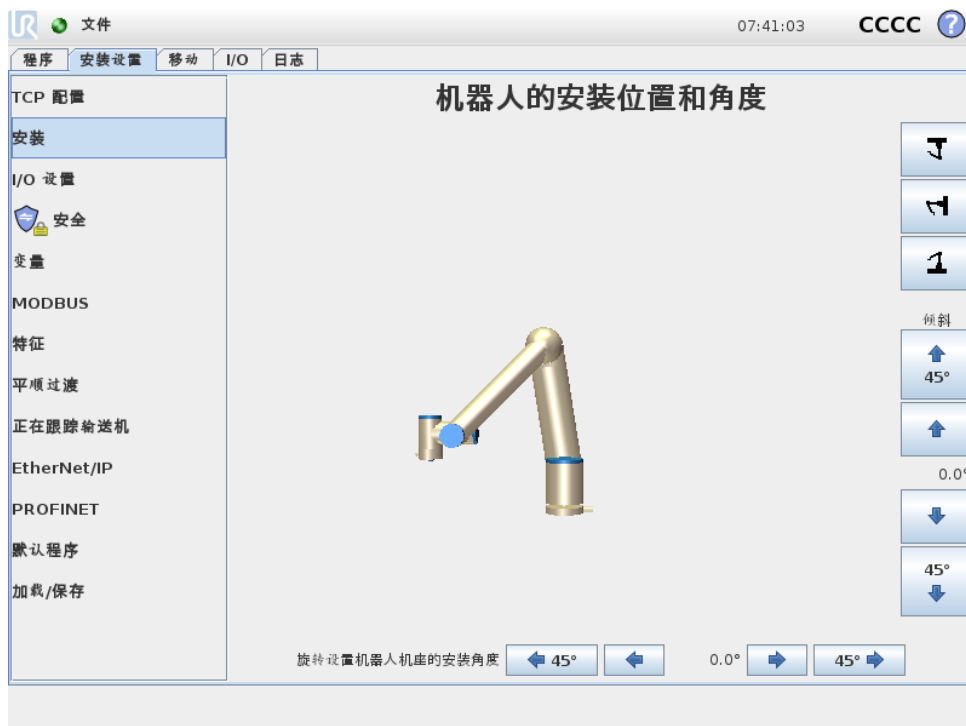 UR 文件 07:41:03 CCCC ?
程序 安装设置 移动 I/O 日志
TCP 配置
安装
I/O 设置
安全
变量
MODBUS
特征
平顺过渡
正在跟踪输送机
EtherNet/IP
PROFINET
默认程序
加载/保存
机器人的安装位置和角度
倾斜
45°
0.0°
45°
旋转设置机器人机座的安装角度 45° 0.0° 45°